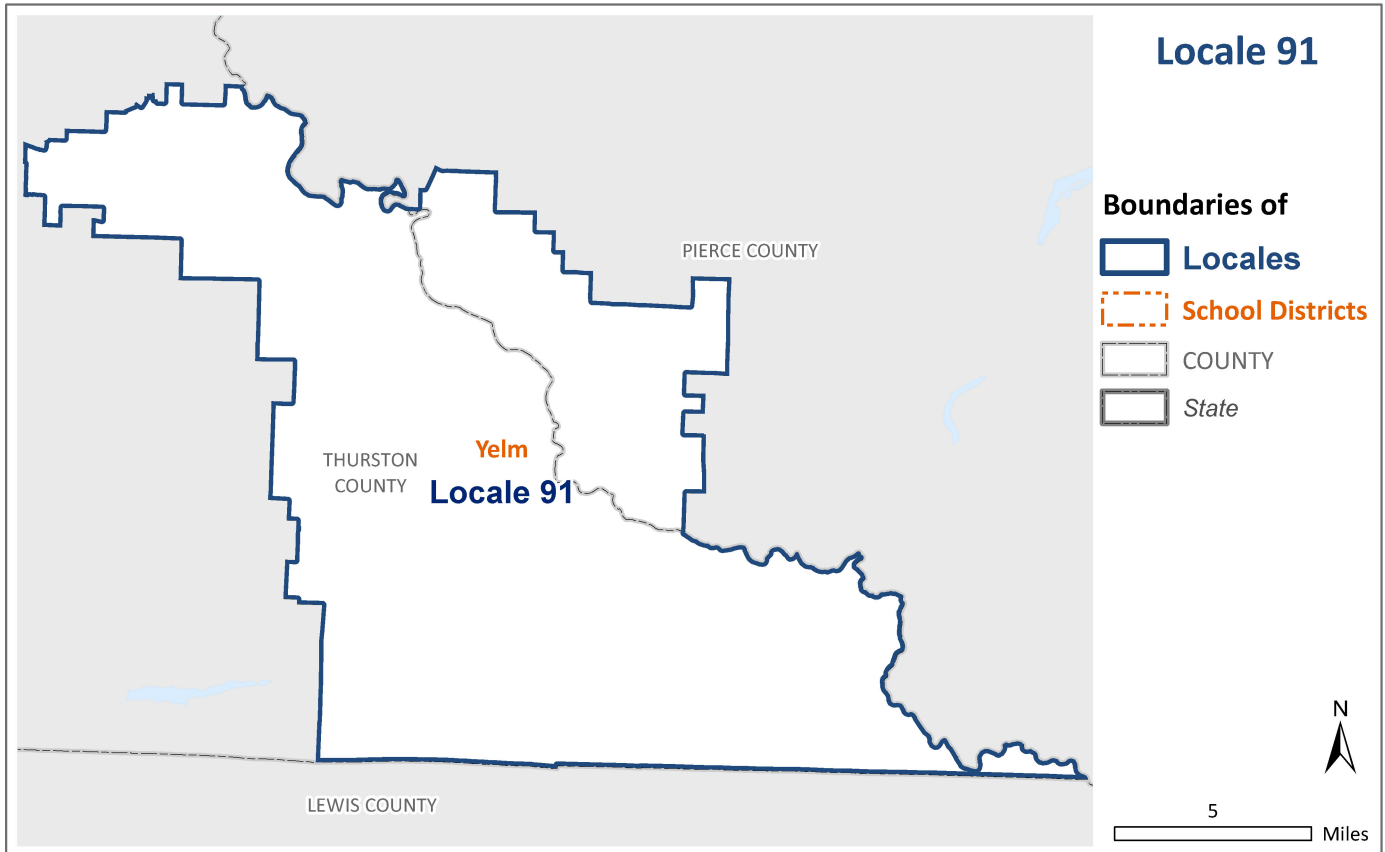 Locale 91
Boundaries of
Locales
School Districts
COUNTY
State
PIERCE COUNTY
THURSTON
COUNTY
Yelm
Locale 91
LEWIS COUNTY
N
5
Miles